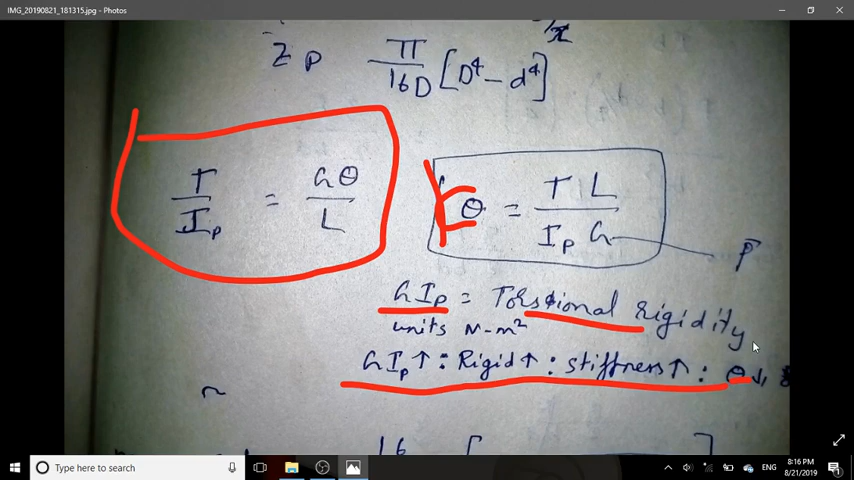 IMG_20190821_181315.jpg - Photos
Zp π/16D [D⁴ - d⁴]
T/Ip = Gθ/L
θ = TL/IpG
GIp = Torsional rigidity
units N-m²
GIp↑ : Rigid↑ : stiffness↑ : θ↓
16 [ ]
Type here to search
ENG
8:16 PM
8/21/2019